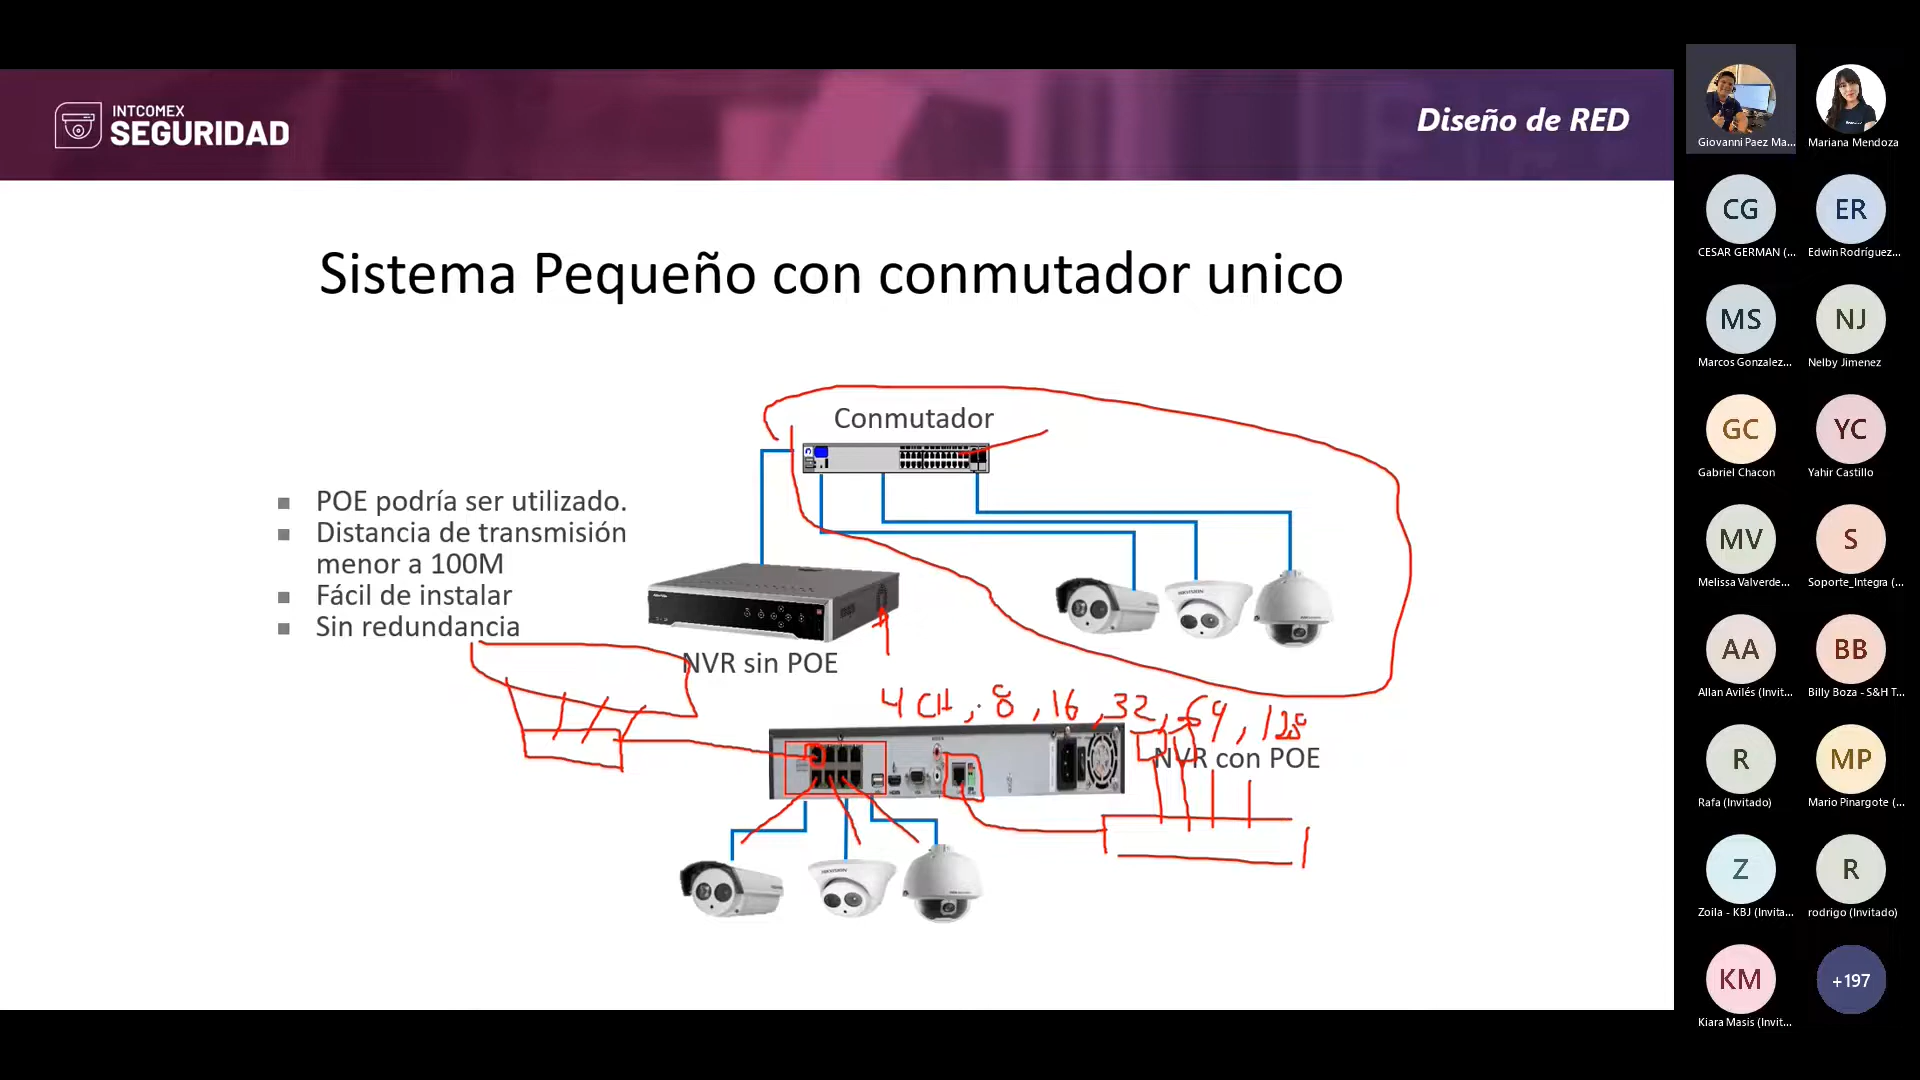 INTCOMEX
SEGURIDAD
Diseño de RED
Sistema Pequeño con conmutador unico
Conmutador
POE podría ser utilizado.
Distancia de transmisión
menor a 100M
Fácil de instalar
Sin redundancia
NVR sin POE
4 CH, 8, 16, 32, 64, 128
NVR con POE
HIKVISION
HIKVISION
Giovanni Paez Ma...
Mariana Mendoza
CG
CESAR GERMAN (...
ER
Edwin Rodríguez...
MS
Marcos Gonzalez...
NJ
Nelby Jimenez
GC
Gabriel Chacon
YC
Yahir Castillo
MV
Melissa Valverde...
S
Soporte_Integra (...
AA
Allan Avilés (Invit...
BB
Billy Boza - S&H T...
R
Rafa (Invitado)
MP
Mario Pinargote (...
Z
Zoila - KBJ (Invita...
R
rodrigo (Invitado)
KM
Kiara Masis (Invit...
+197